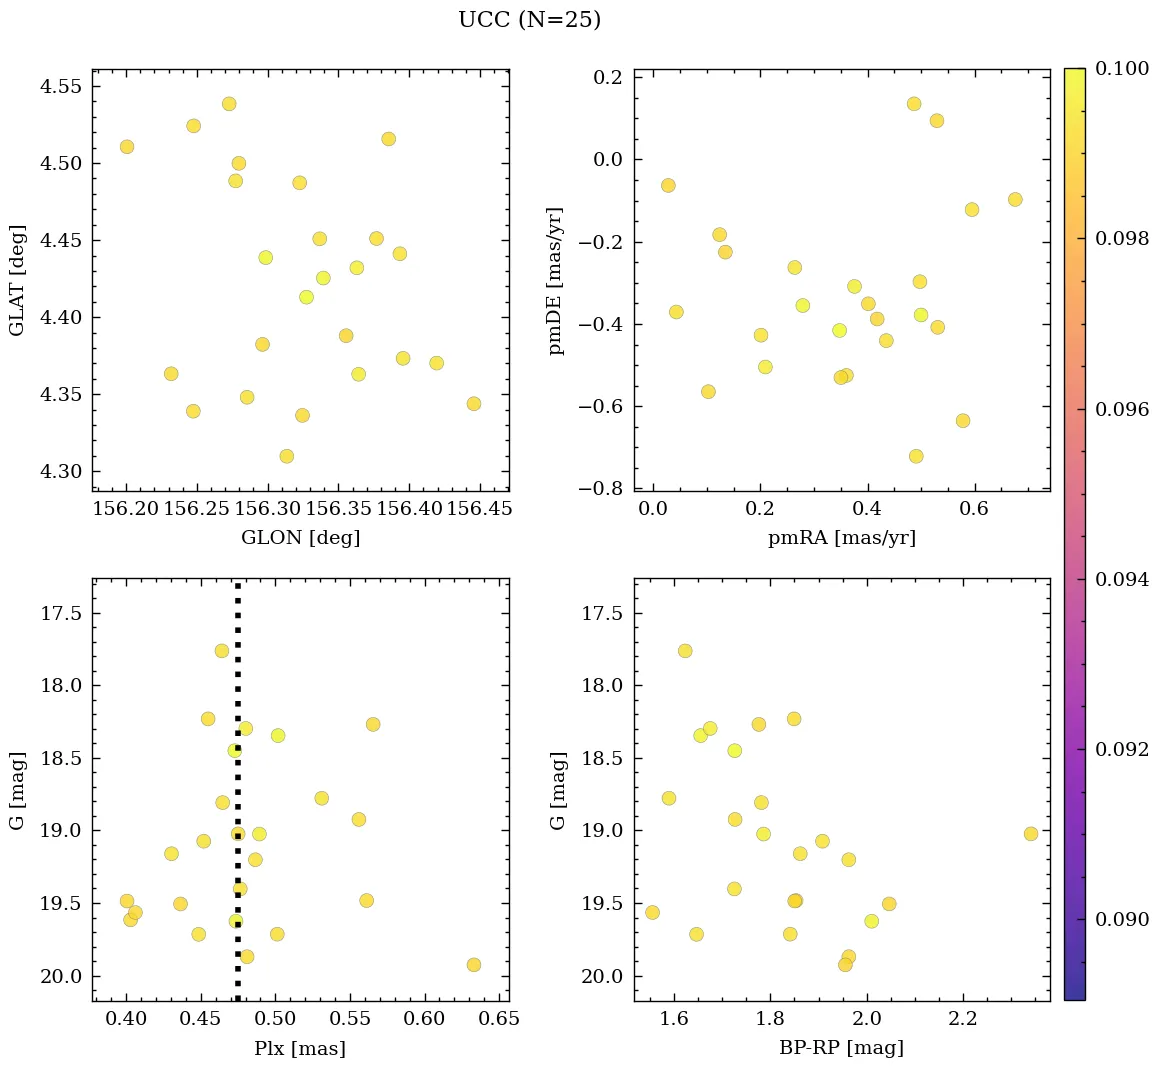 UCC (N=25)
4.55
4.50
4.45
4.40
4.35
4.30
GLAT [deg]
156.20 156.25 156.30 156.35 156.40 156.45
GLON [deg]
0.2
0.0
−0.2
−0.4
−0.6
−0.8
pmDE [mas/yr]
0.0 0.2 0.4 0.6
pmRA [mas/yr]
0.100
0.098
0.096
0.094
0.092
0.090
17.5
18.0
18.5
19.0
19.5
20.0
G [mag]
0.40 0.45 0.50 0.55 0.60 0.65
Plx [mas]
17.5
18.0
18.5
19.0
19.5
20.0
G [mag]
1.6 1.8 2.0 2.2
BP-RP [mag]